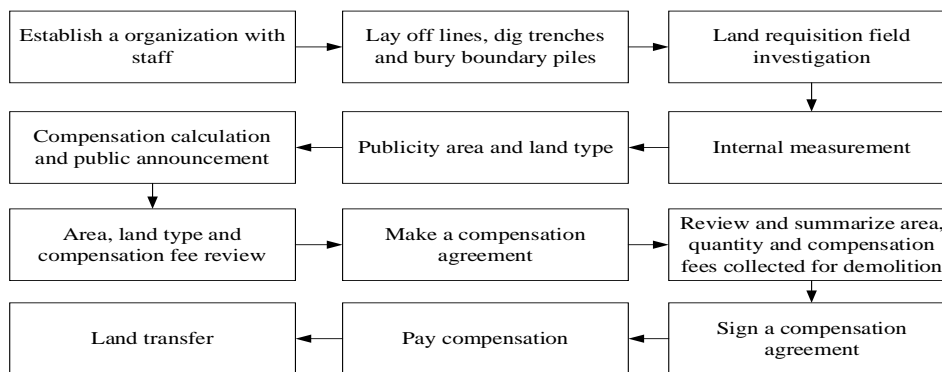 Establish a organization with
staff
Lay off lines, dig trenches
and bury boundary piles
Land requisition field
investigation
Internal measurement
Publicity area and land type
Compensation calculation
and public announcement
Area, land type and
compensation fee review
Make a compensation
agreement
Review and summarize area,
quantity and compensation
fees collected for demolition
Sign a compensation
agreement
Pay compensation
Land transfer